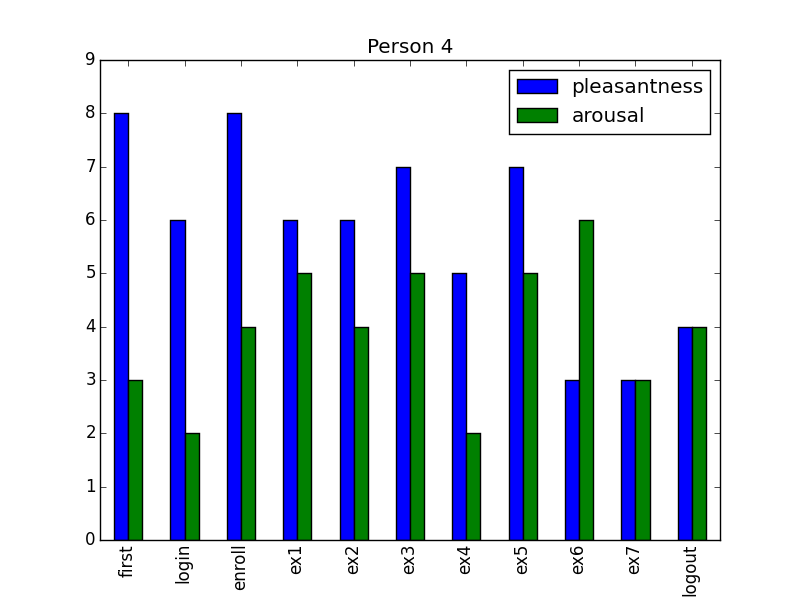 Person 4
pleasantness
arousal
9
8
7
6
5
4
3
2
1
0
first
login
enroll
ex1
ex2
ex3
ex4
ex5
ex6
ex7
logout